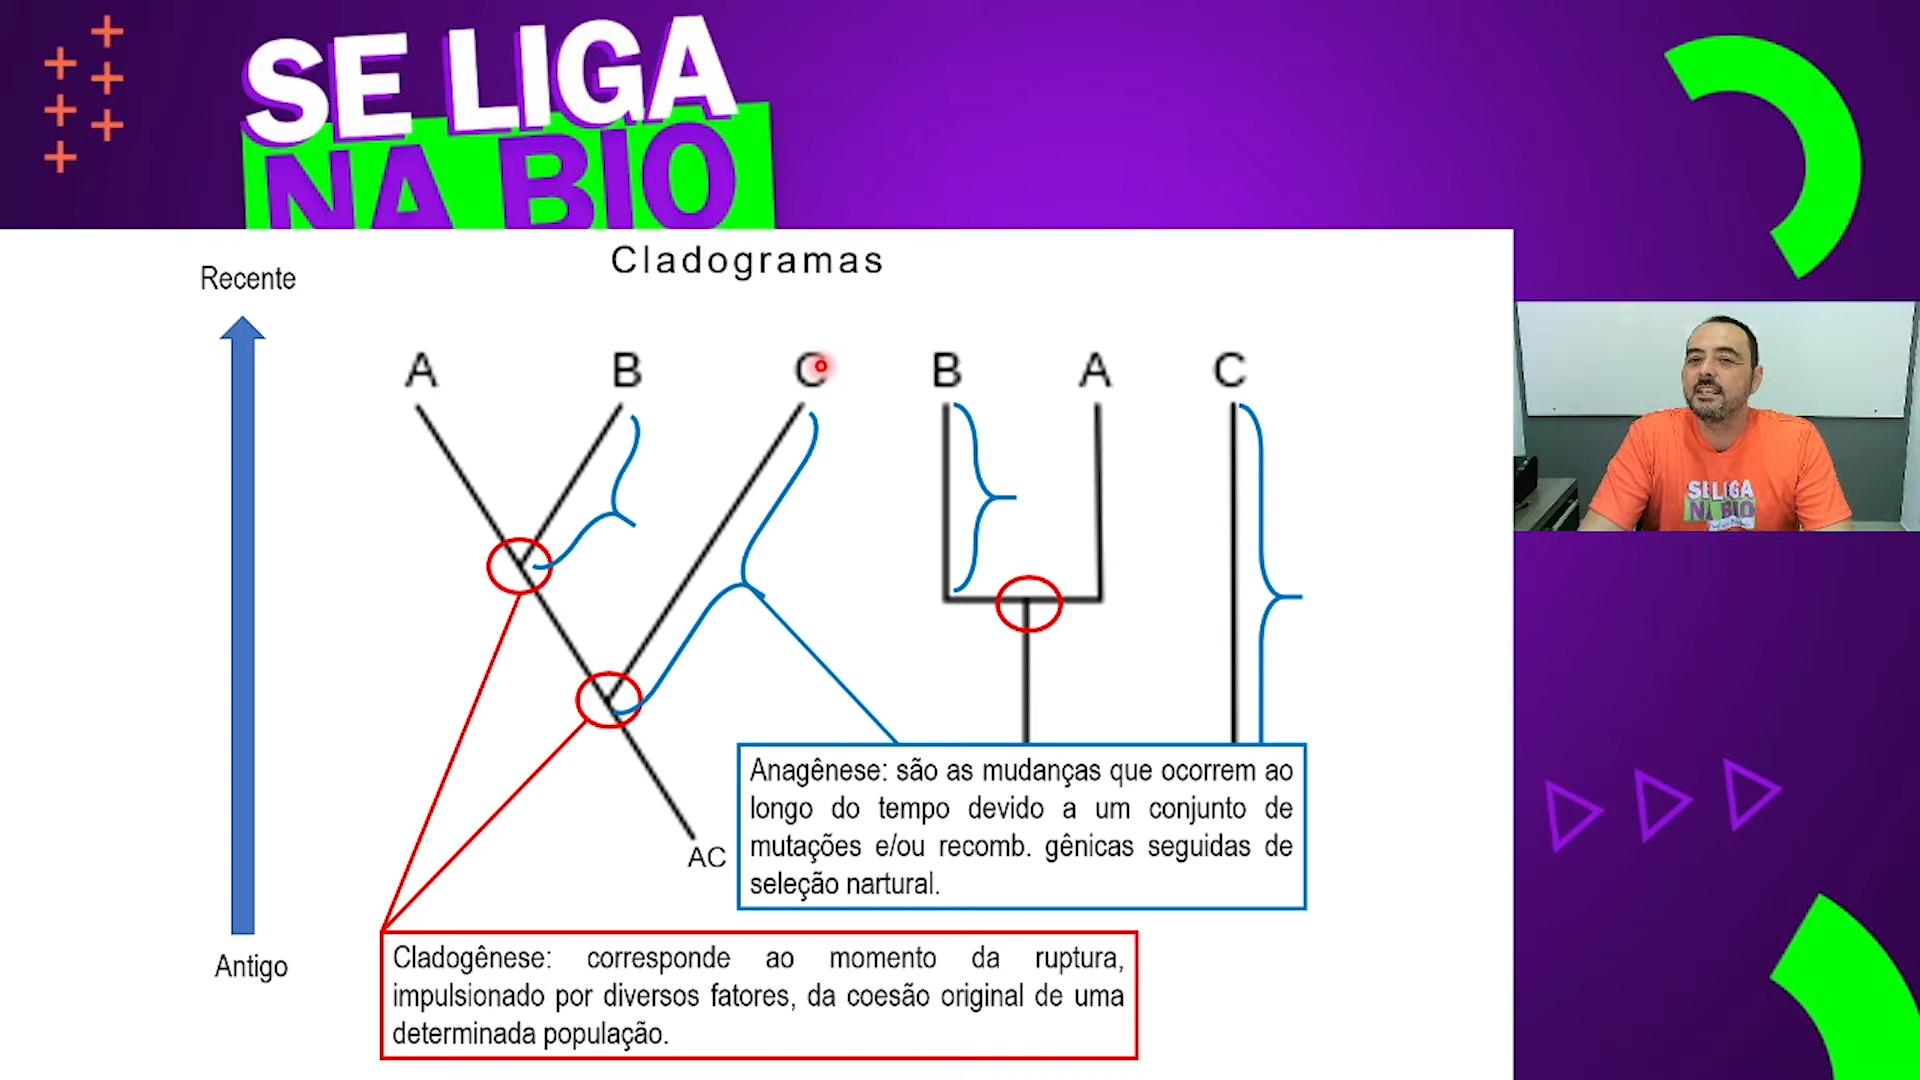 SE LIGA
NA BIO
Cladogramas
Recente
A B C B A C
SE LIGA
NA BIO
Anagênese: são as mudanças que ocorrem ao
longo do tempo devido a um conjunto de
mutações e/ou recomb. gênicas seguidas de
seleção nartural.
AC
Cladogênese: corresponde ao momento da ruptura,
impulsionado por diversos fatores, da coesão original de uma
determinada população.
Antigo